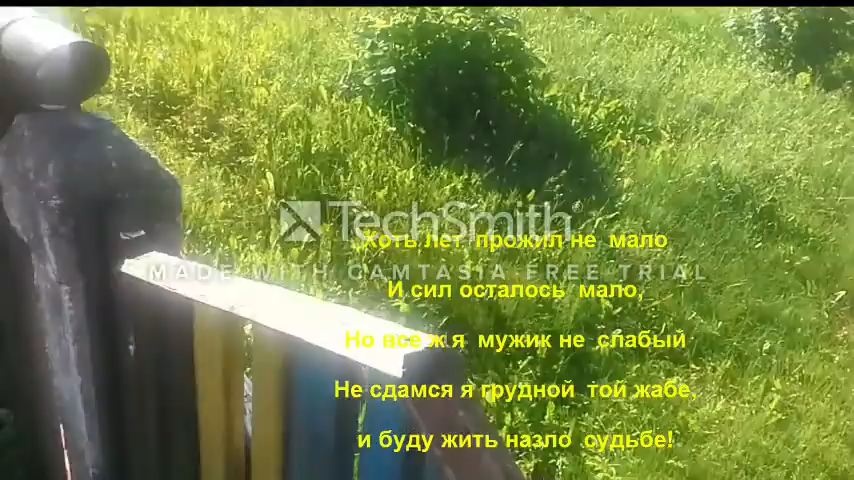 TechSmith
Хоть лет прожил не мало
MADE WITH CAMTASIA FREE TRIAL
И сил осталось мало,
Но все ж я мужик не слабый
Не сдамся я грудной той жабе,
и буду жить назло судьбе!